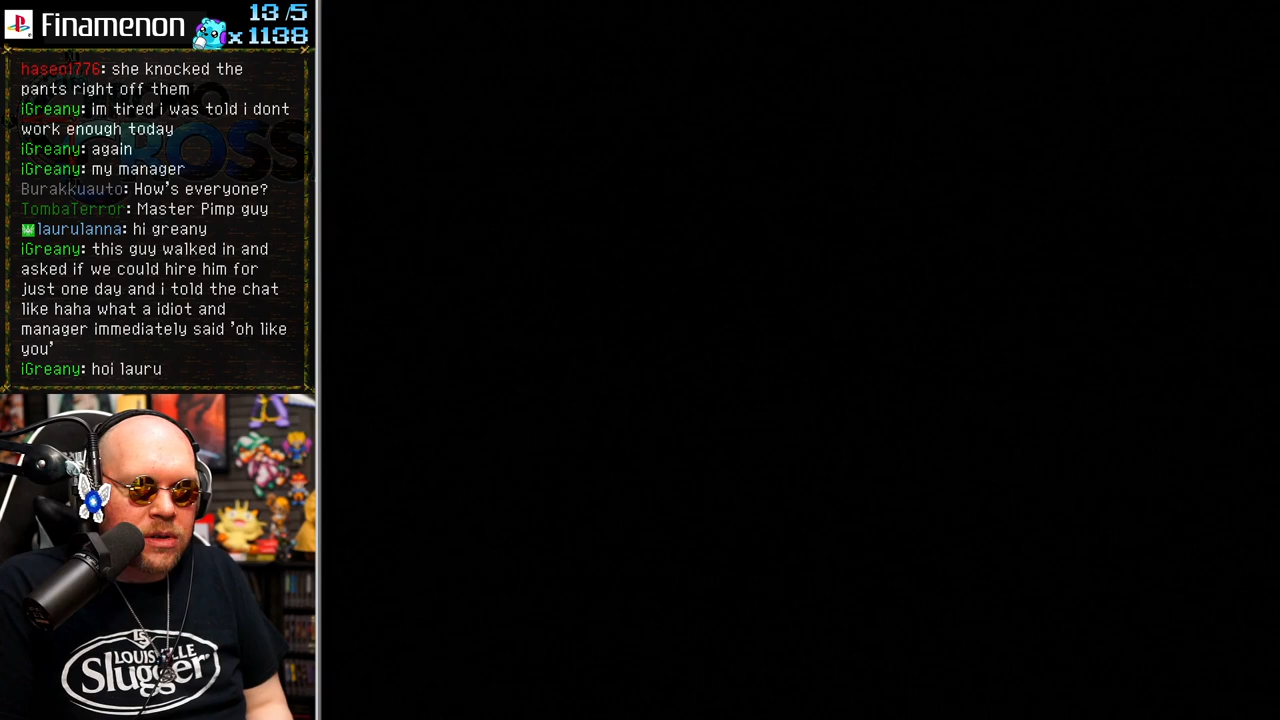 Finamenon
13/5
x1138
haseo1776: she knocked the
pants right off them
iGreany: im tired i was told i dont
work enough today
iGreany: again
iGreany: my manager
Burakkuauto: How's everyone?
TombaTerror: Master Pimp guy
laurulanna: hi greany
iGreany: this guy walked in and
asked if we could hire him for
just one day and i told the chat
like haha what a idiot and
manager immediately said 'oh like
you'
iGreany: hoi lauru
CROSS
LS
LOUISVILLE
Slugger